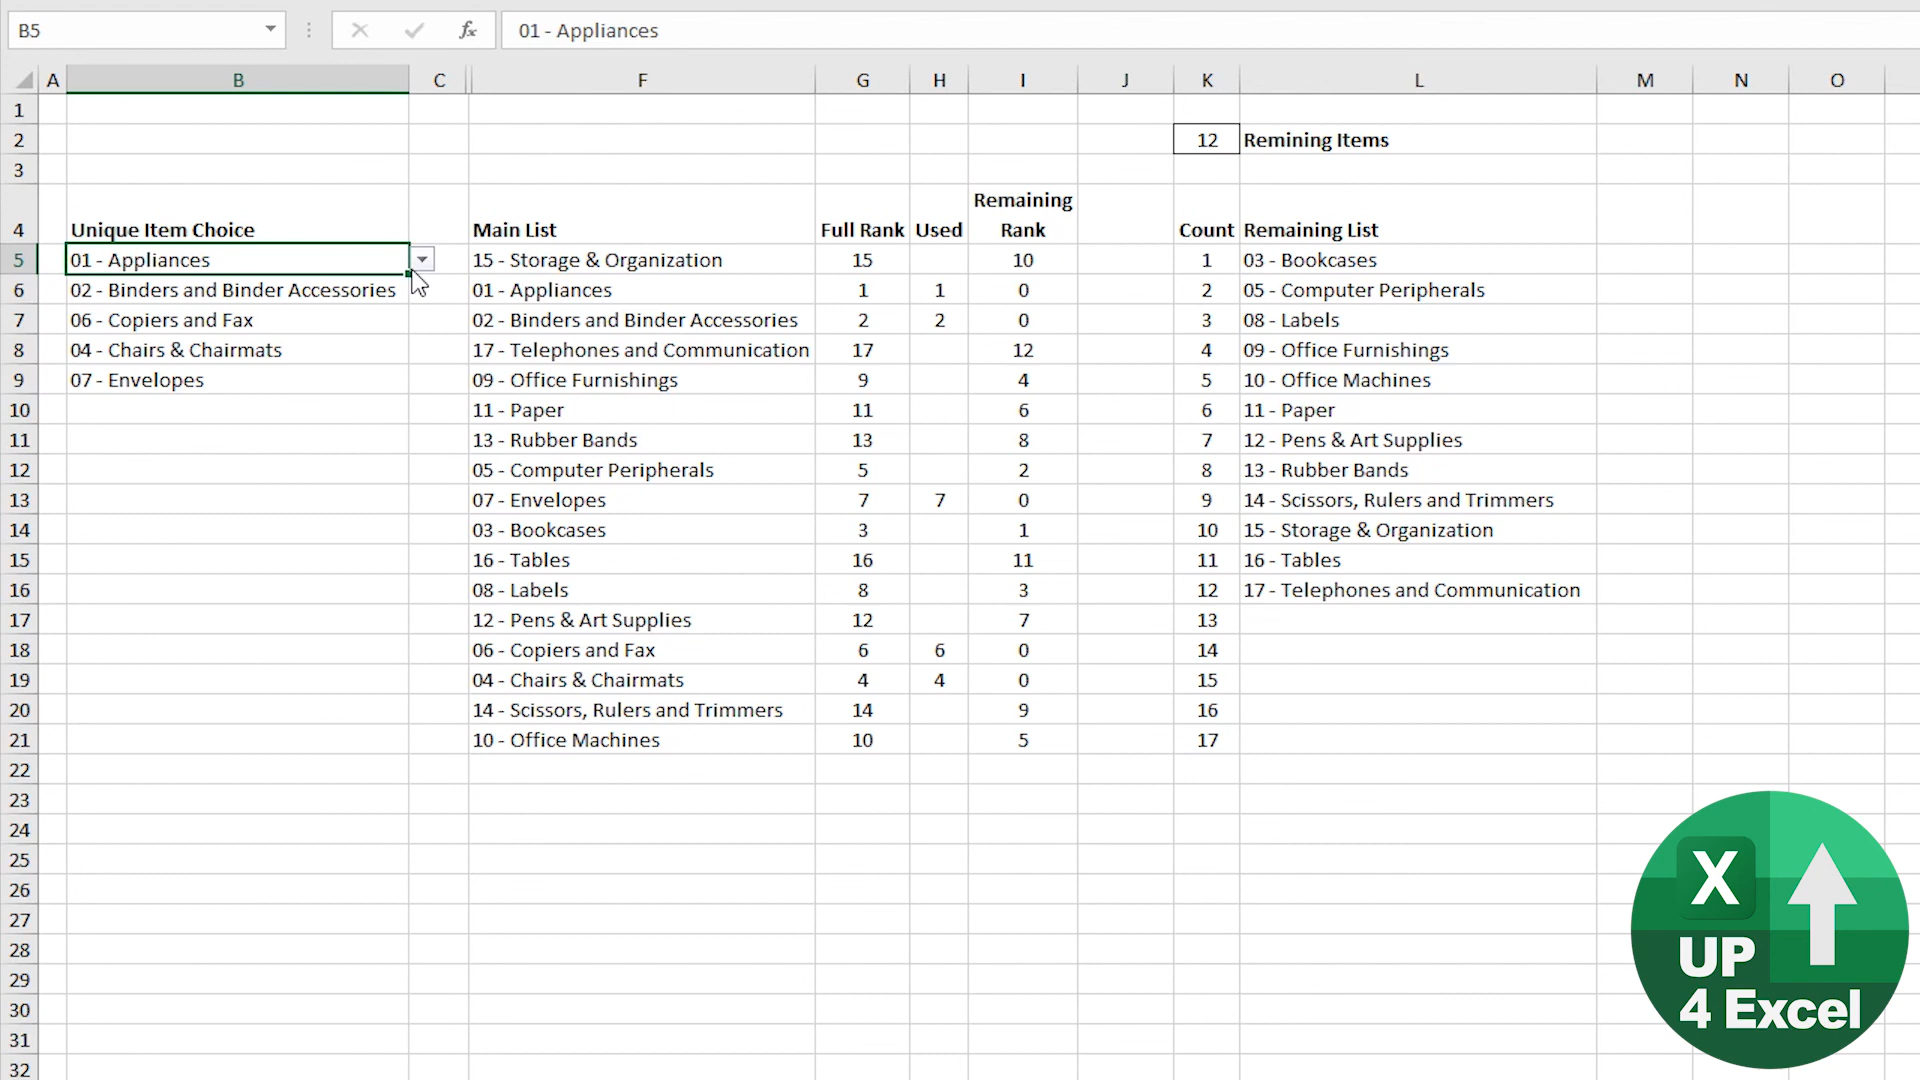 B5 fx 01 - Appliances
A B C F G H I J K L M N O
1
2 12 Remining Items
3
Remaining
4 Unique Item Choice Main List Full Rank Used Rank Count Remaining List
5 01 - Appliances 15 - Storage & Organization 15 10 1 03 - Bookcases
6 02 - Binders and Binder Accessories 01 - Appliances 1 1 0 2 05 - Computer Peripherals
7 06 - Copiers and Fax 02 - Binders and Binder Accessories 2 2 0 3 08 - Labels
8 04 - Chairs & Chairmats 17 - Telephones and Communication 17 12 4 09 - Office Furnishings
9 07 - Envelopes 09 - Office Furnishings 9 4 5 10 - Office Machines
10 11 - Paper 11 6 6 11 - Paper
11 13 - Rubber Bands 13 8 7 12 - Pens & Art Supplies
12 05 - Computer Peripherals 5 2 8 13 - Rubber Bands
13 07 - Envelopes 7 7 0 9 14 - Scissors, Rulers and Trimmers
14 03 - Bookcases 3 1 10 15 - Storage & Organization
15 16 - Tables 16 11 11 16 - Tables
16 08 - Labels 8 3 12 17 - Telephones and Communication
17 12 - Pens & Art Supplies 12 7 13
18 06 - Copiers and Fax 6 6 0 14
19 04 - Chairs & Chairmats 4 4 0 15
20 14 - Scissors, Rulers and Trimmers 14 9 16
21 10 - Office Machines 10 5 17
22
23
24
25
26
27
28
29
30
31
32
X
UP
4 Excel